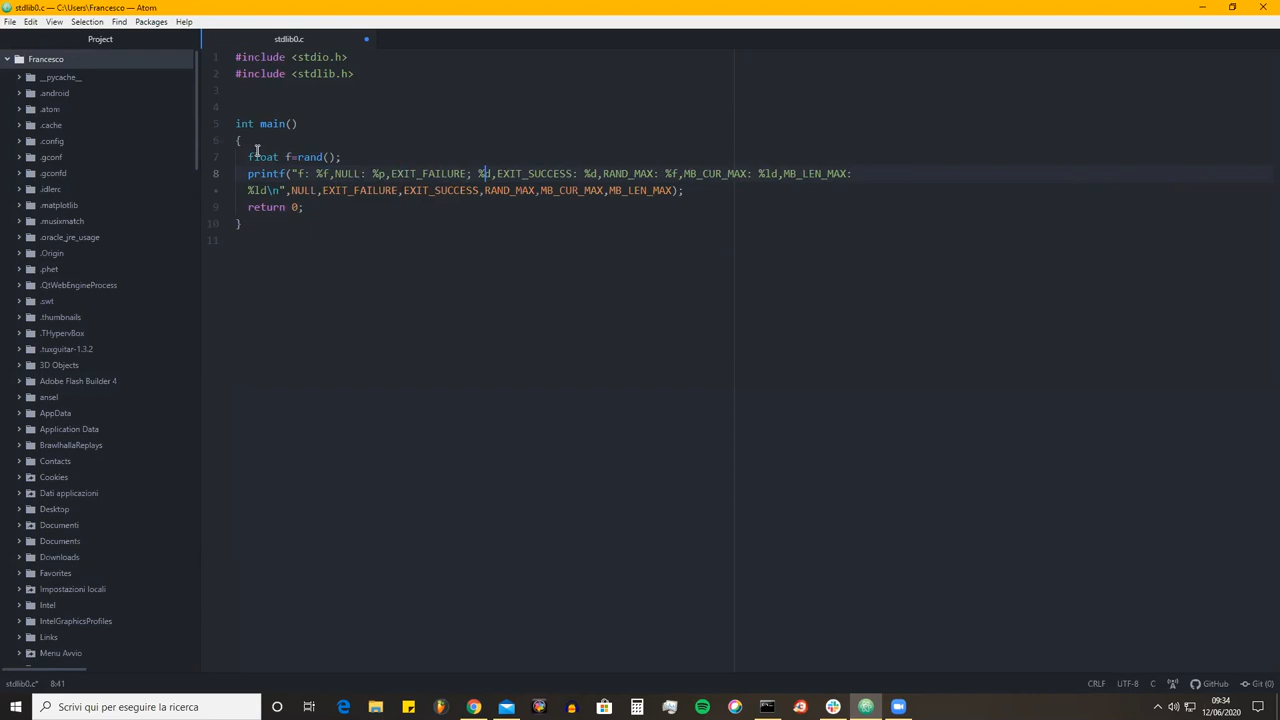 stdlib0.c — C:\Users\Francesco — Atom
File Edit View Selection Find Packages Help
Project
stdlib0.c
Francesco
__pycache__
.android
.atom
.cache
.config
.gconf
.gconfd
.idlerc
.matplotlib
.musixmatch
.oracle_jre_usage
.Origin
.phet
.QtWebEngineProcess
.swt
.thumbnails
.THypervBox
.tuxguitar-1.3.2
3D Objects
Adobe Flash Builder 4
ansel
AppData
Application Data
BrawlhallaReplays
Contacts
Cookies
Dati applicazioni
Desktop
Documenti
Documents
Downloads
Favorites
Impostazioni locali
Intel
IntelGraphicsProfiles
Links
Menu Avvio
1 #include <stdio.h>
2 #include <stdlib.h>
3
4
5 int main()
6 {
7 float f=rand();
8 printf("f: %f,NULL: %p,EXIT_FAILURE; %d,EXIT_SUCCESS: %d,RAND_MAX: %f,MB_CUR_MAX: %ld,MB_LEN_MAX:
• %ld\n",NULL,EXIT_FAILURE,EXIT_SUCCESS,RAND_MAX,MB_CUR_MAX,MB_LEN_MAX);
9 return 0;
10 }
11
stdlib0.c* 8:41 CRLF UTF-8 C GitHub Git (0)
Scrivi qui per eseguire la ricerca
09:34
12/06/2020